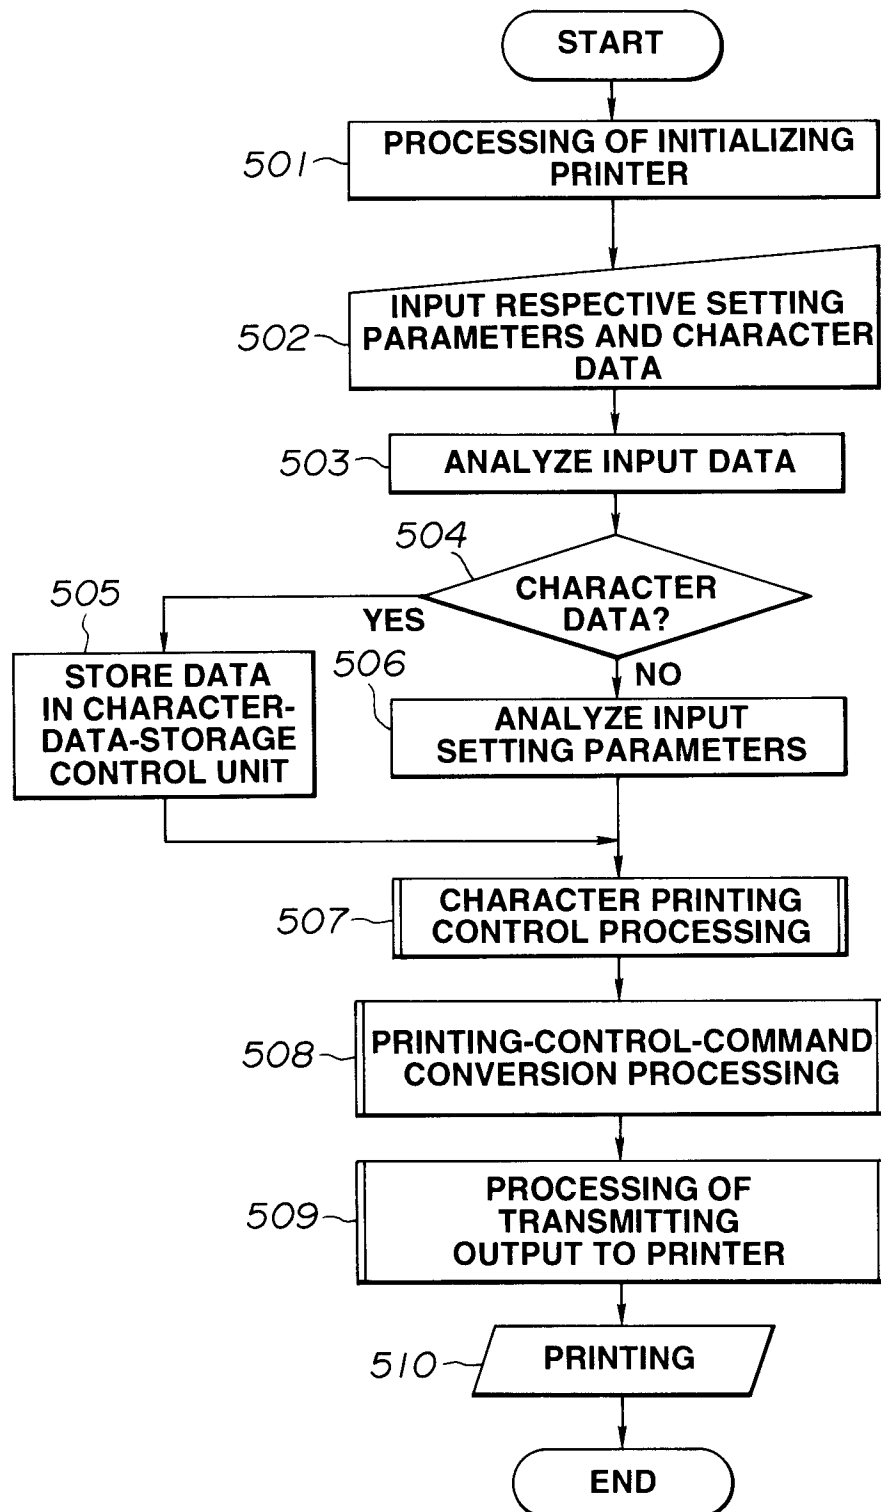 START
501
PROCESSING OF INITIALIZING
PRINTER
502
INPUT RESPECTIVE SETTING
PARAMETERS AND CHARACTER
DATA
503
ANALYZE INPUT DATA
504
CHARACTER
DATA?
YES
NO
505
STORE DATA
IN CHARACTER-
DATA-STORAGE
CONTROL UNIT
506
ANALYZE INPUT
SETTING PARAMETERS
507
CHARACTER PRINTING
CONTROL PROCESSING
508
PRINTING-CONTROL-COMMAND
CONVERSION PROCESSING
509
PROCESSING OF
TRANSMITTING
OUTPUT TO PRINTER
510
PRINTING
END